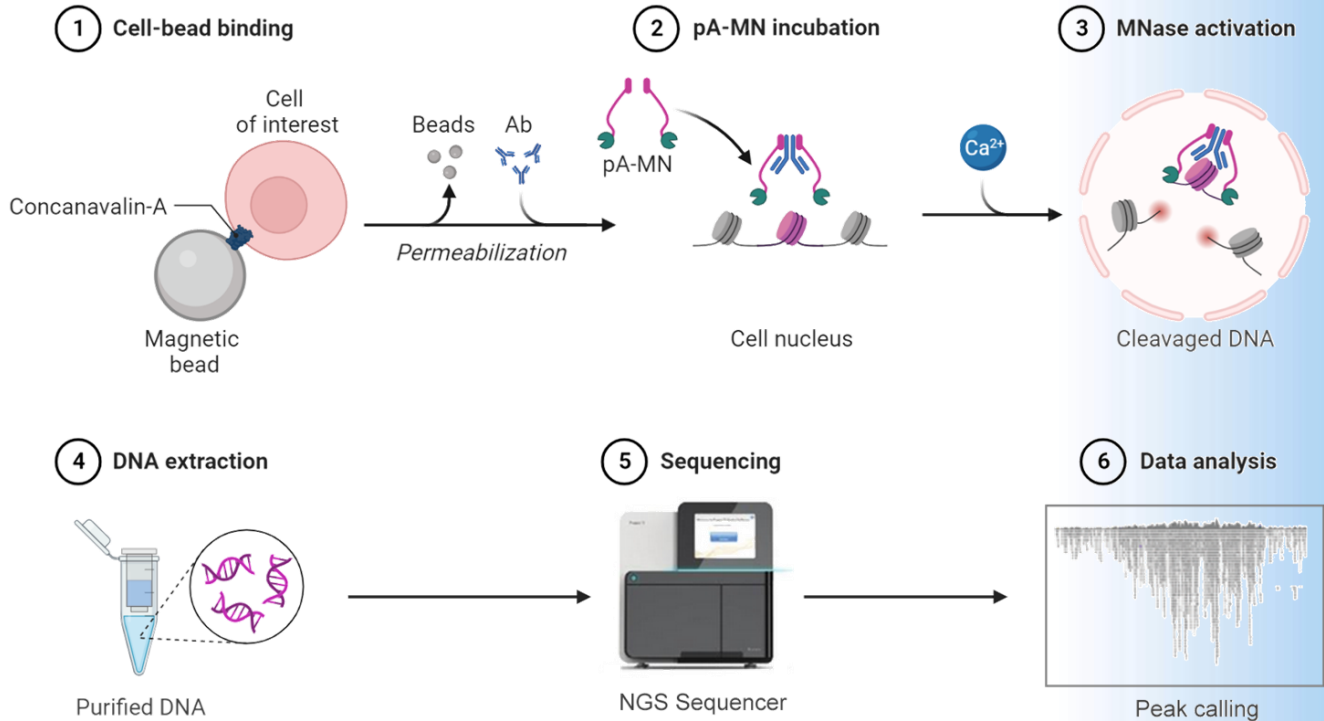 1 Cell-bead binding
Cell
of interest
Concanavalin-A
Magnetic
bead
Beads
Ab
Permeabilization
2 pA-MN incubation
pA-MN
Cell nucleus
Ca²⁺
3 MNase activation
Cleavaged DNA
4 DNA extraction
Purified DNA
5 Sequencing
NGS Sequencer
6 Data analysis
Peak calling